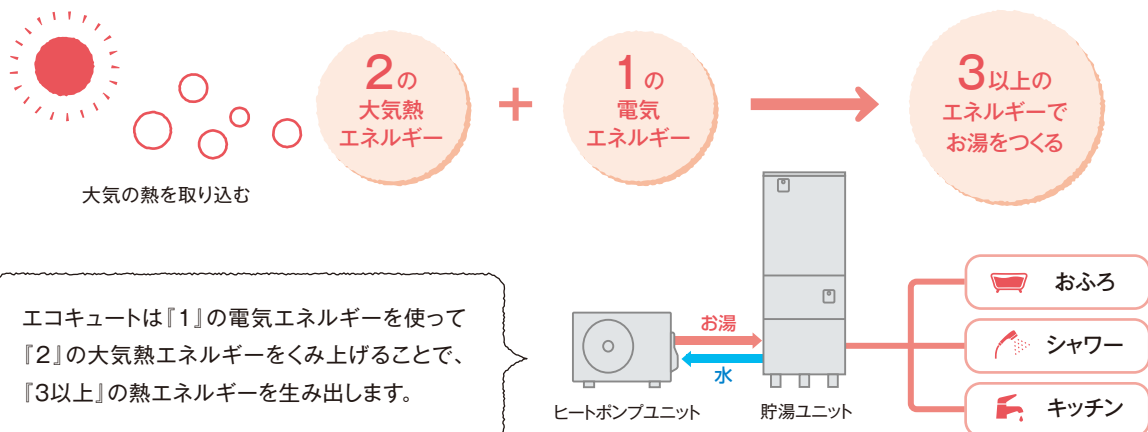 2の
大気熱
エネルギー
+
1の
電気
エネルギー
3以上の
エネルギーで
お湯をつくる
大気の熱を取り込む
エコキュートは『1』の電気エネルギーを使って
『2』の大気熱エネルギーをくみ上げることで、
『3以上』の熱エネルギーを生み出します。
お湯
水
ヒートポンプユニット
貯湯ユニット
おふろ
シャワー
キッチン